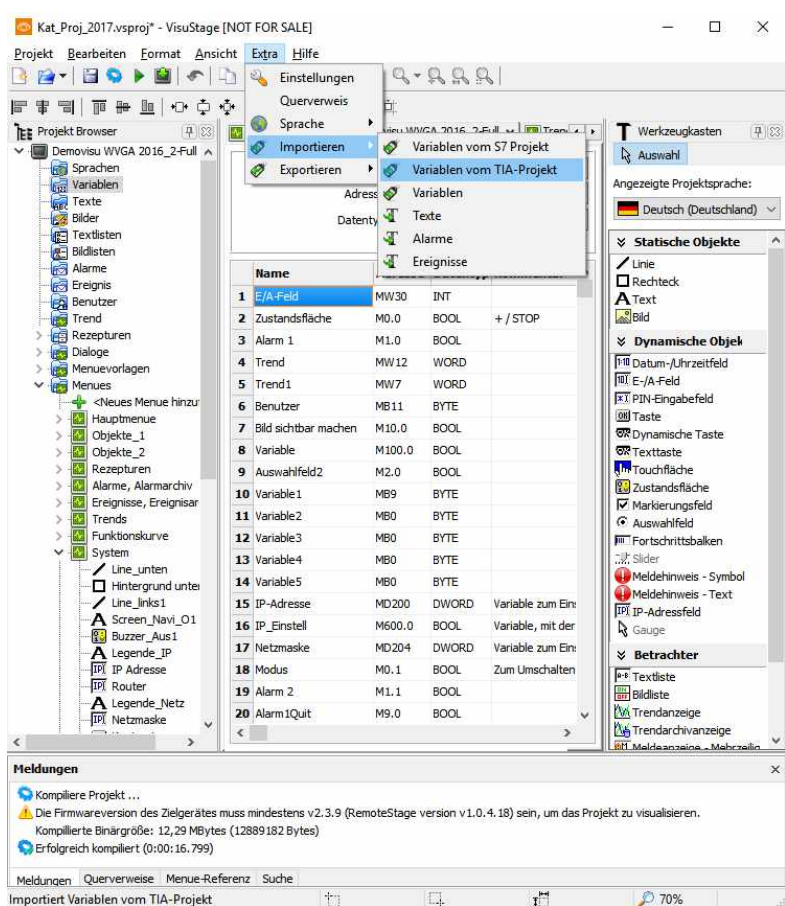 Kat_Proj_2017.vsproj* - VisuStage [NOT FOR SALE]
Projekt Bearbeiten Format Ansicht Extra Hilfe
Einstellungen
Querverweis
Sprache
Importieren
Exportieren
Variablen vom S7 Projekt
Variablen vom TIA-Projekt
Variablen
Texte
Alarme
Ereignisse
Projekt Browser
Demovisu WVGA 2016_2-Full
Sprachen
Variablen
Texte
Bilder
Textlisten
Bildlisten
Alarme
Ereignis
Benutzer
Trend
Rezepturen
Dialoge
Menuevorlagen
Menues
<Neues Menue hinzu
Hauptmenue
Objekte_1
Objekte_2
Rezepturen
Alarme, Alarmarchiv
Ereignisse, Ereignisar
Trends
Funktionskurve
System
Line_unten
Hintergrund unte
Line_links1
Screen_Navi_O1
Buzzer_Aus1
Legende_IP
IP Adresse
Router
Legende_Netz
Netzmaske
Adress
Datenty
Name
1 E/A-Feld MW30 INT
2 Zustandsfläche M0.0 BOOL + / STOP
3 Alarm 1 M1.0 BOOL
4 Trend MW12 WORD
5 Trend1 MW7 WORD
6 Benutzer MB11 BYTE
7 Bild sichtbar machen M10.0 BOOL
8 Variable M100.0 BOOL
9 Auswahlfeld2 M2.0 BOOL
10 Variable1 MB9 BYTE
11 Variable2 MB0 BYTE
12 Variable3 MB0 BYTE
13 Variable4 MB0 BYTE
14 Variable5 MB0 BYTE
15 IP-Adresse MD200 DWORD Variable zum Ein
16 IP_Einstell M600.0 BOOL Variable, mit der
17 Netzmaske MD204 DWORD Variable zum Ein
18 Modus M0.1 BOOL Zum Umschalten
19 Alarm 2 M1.1 BOOL
20 Alarm1Quit M9.0 BOOL
Werkzeugkasten
Auswahl
Angezeigte Projektsprache:
Deutsch (Deutschland)
Statische Objekte
Linie
Rechteck
Text
Bild
Dynamische Objek
Datum-/Uhrzeitfeld
E-/A-Feld
PIN-Eingabefeld
Taste
Dynamische Taste
Texttaste
Touchfläche
Zustandsfläche
Markierungsfeld
Auswahlfeld
Fortschrittsbalken
Slider
Meldehinweis - Symbol
Meldehinweis - Text
IP-Adressfeld
Gauge
Betrachter
Textliste
Bildliste
Trendanzeige
Trendarchivanzeige
Meldeanzeige - Mehrzeilig
Meldungen
Kompiliere Projekt ...
Die Firmwareversion des Zielgerätes muss mindestens v2.3.9 (RemoteStage version v1.0.4.18) sein, um das Projekt zu visualisieren.
Kompillierte Binärgröße: 12,29 MBytes (12889182 Bytes)
Erfolgreich kompiliert (0:00:16.799)
Meldungen Querverweise Menue-Referenz Suche
Importiert Variablen vom TIA-Projekt 70%